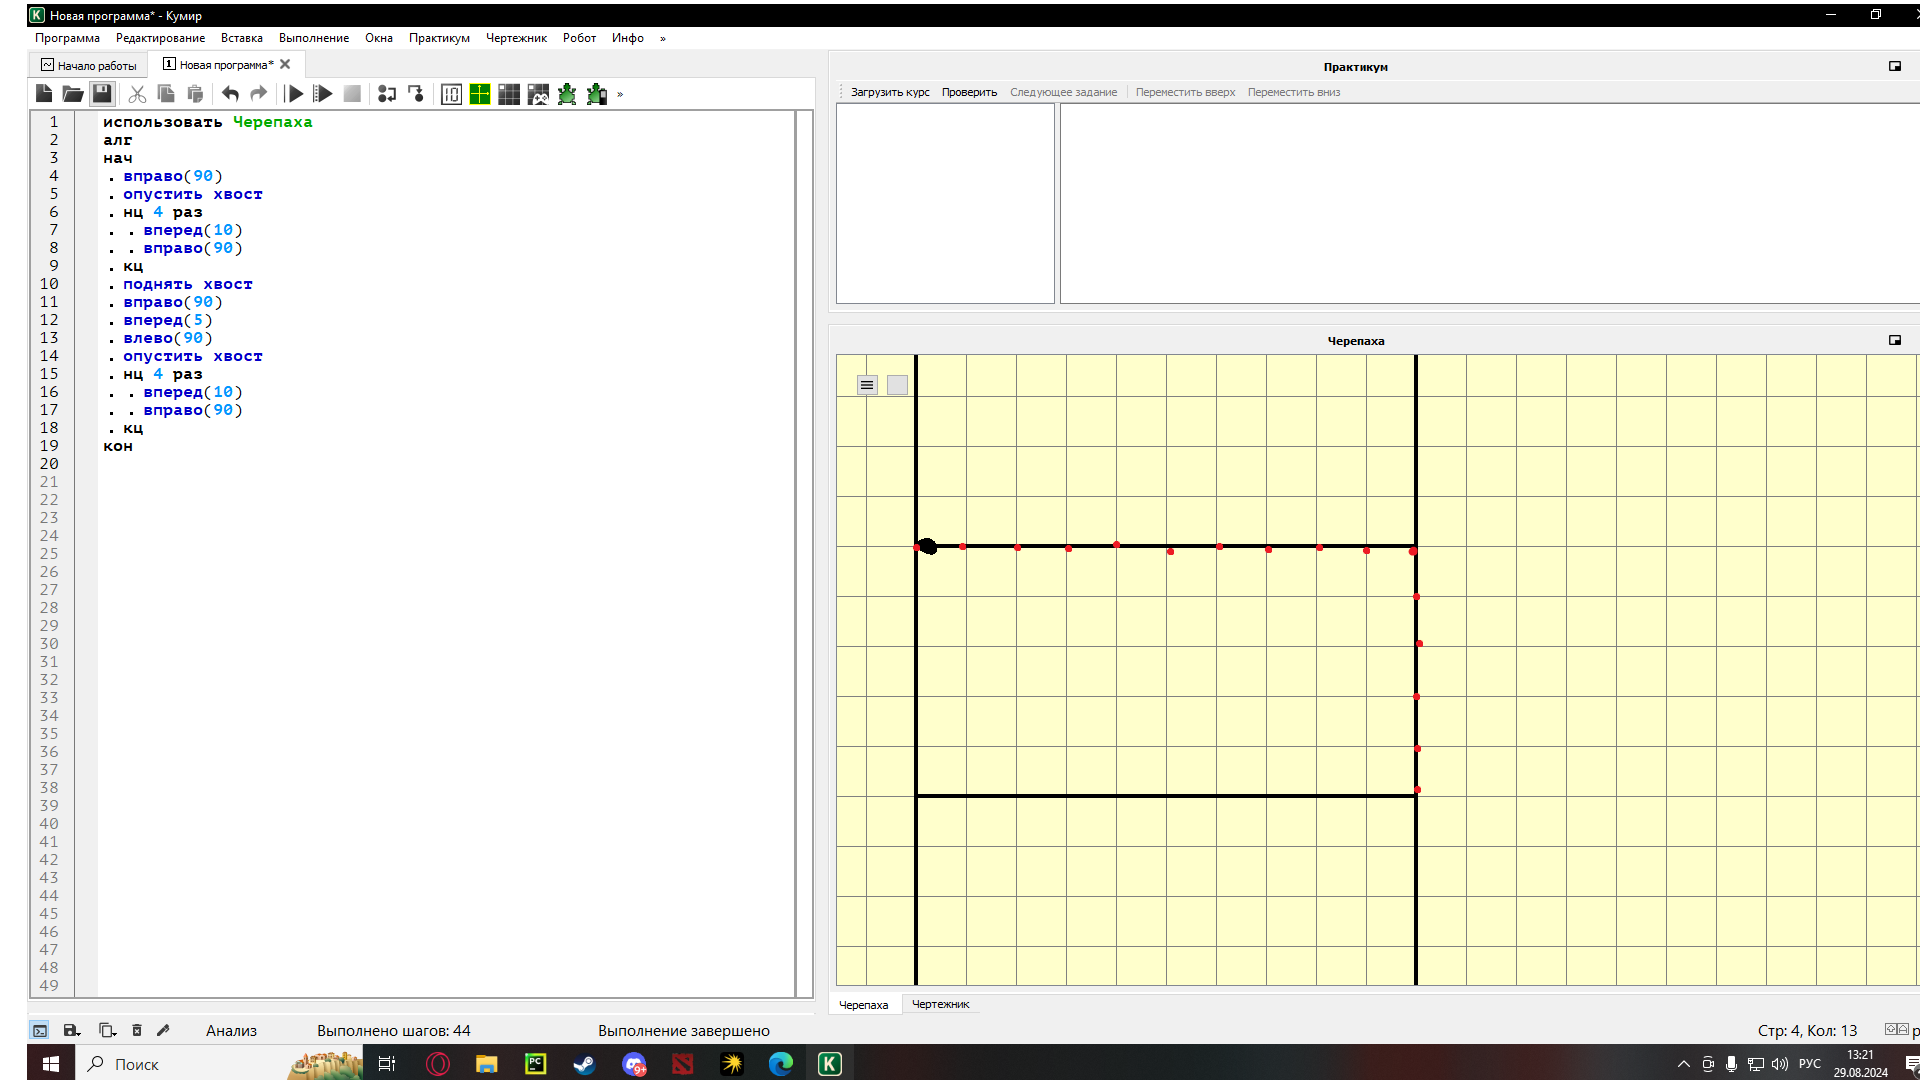 Новая программа* - Кумир
Программа Редактирование Вставка Выполнение Окна Практикум Чертежник Робот Инфо »
Начало работы
1 Новая программа*
»
1 использовать Черепаха
2 алг
3 нач
4 . вправо(90)
5 . опустить хвост
6 . нц 4 раз
7 . . вперед(10)
8 . . вправо(90)
9 . кц
10 . поднять хвост
11 . вправо(90)
12 . вперед(5)
13 . влево(90)
14 . опустить хвост
15 . нц 4 раз
16 . . вперед(10)
17 . . вправо(90)
18 . кц
19 кон
20
21
22
23
24
25
26
27
28
29
30
31
32
33
34
35
36
37
38
39
40
41
42
43
44
45
46
47
48
49
Практикум
Загрузить курс Проверить Следующее задание Переместить вверх Переместить вниз
Черепаха
Черепаха Чертежник
Анализ Выполнено шагов: 44 Выполнение завершено Стр: 4, Кол: 13 р
Поиск
PC
9+
РУС
13:21
29.08.2024